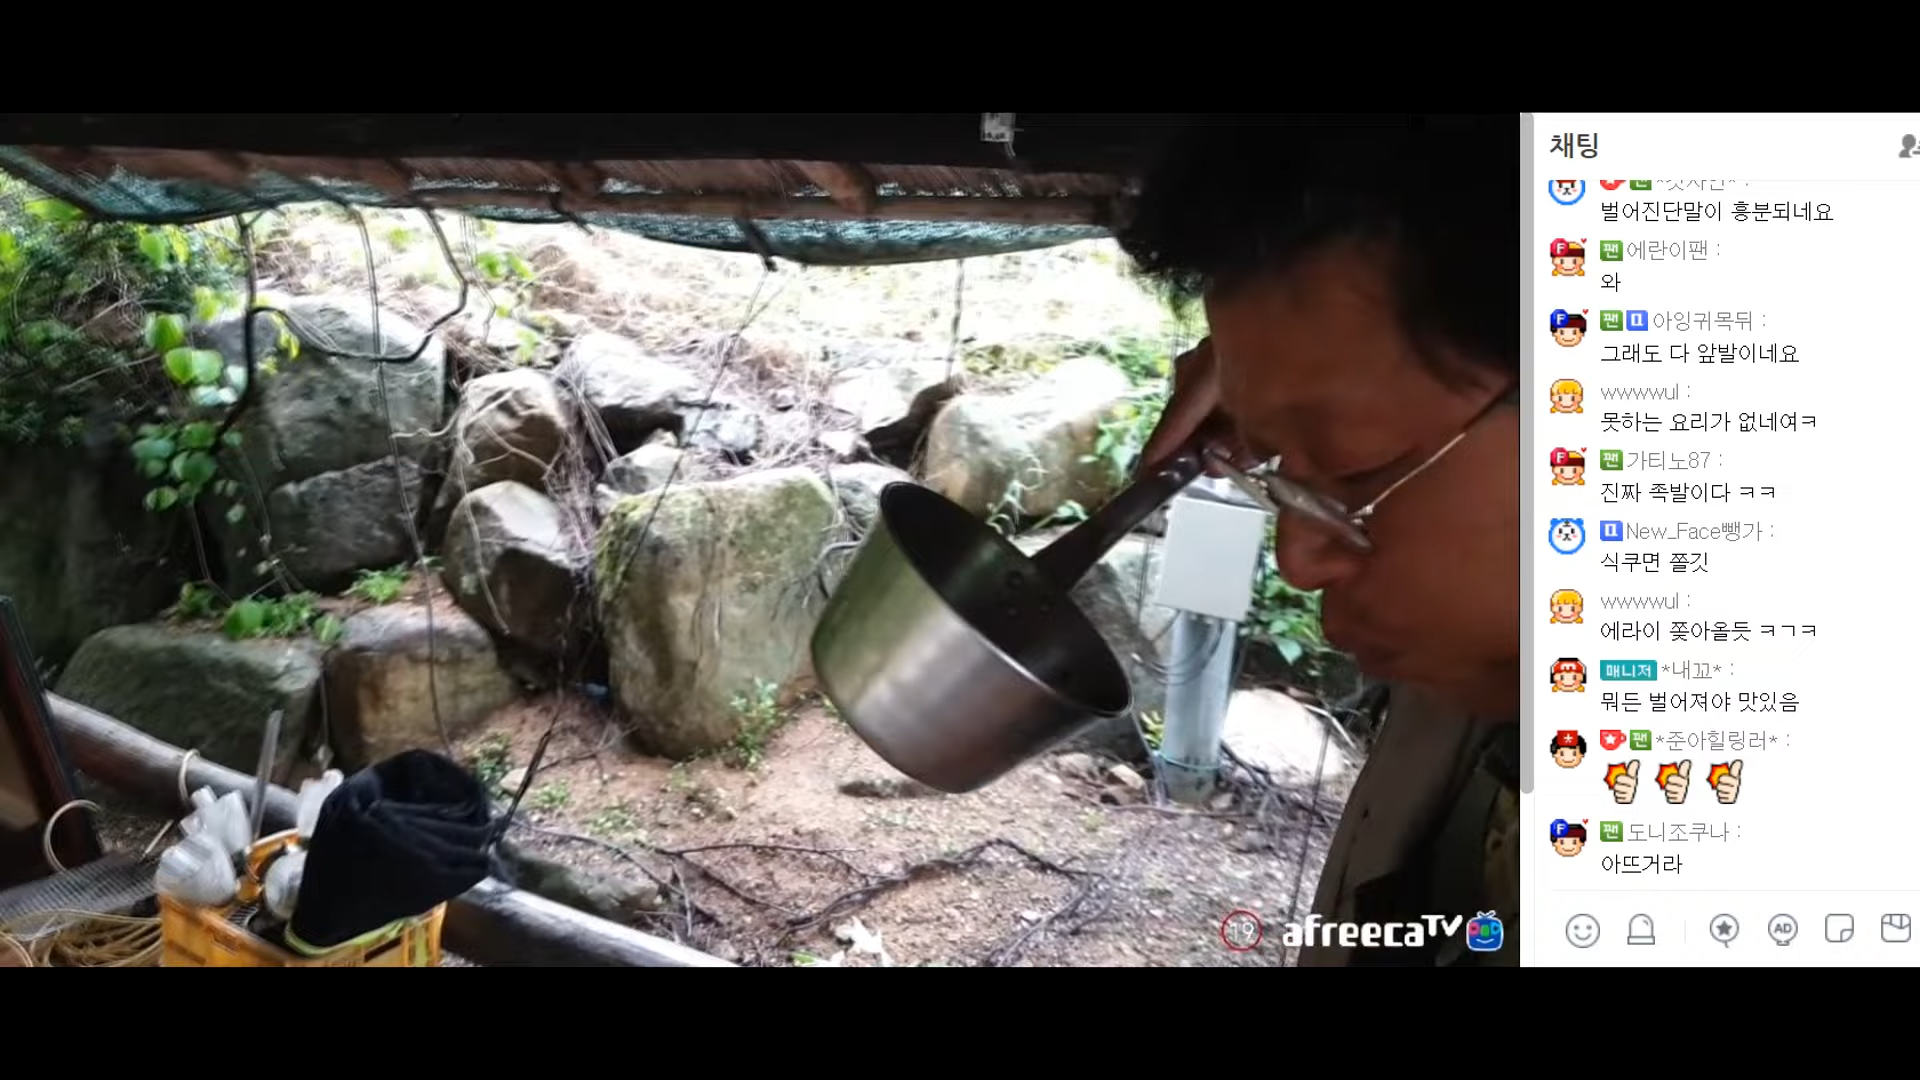 채팅
벌어진단말이 흥분되네요
팬 에란이팬 :
와
팬 아잉귀목뒤 :
그래도 다 앞발이네요
wwwwul :
못하는 요리가 없네여ㅋ
팬 가티노87 :
진짜 족발이다 ㅋㅋ
New_Face뺑가 :
식쿠면 쫄깃
wwwwul :
에라이 쫒아올듯 ㅋㄱㅋ
매니저 *내꼬* :
뭐든 벌어져야 맛있음
팬 *준아힐링러* :
팬 도니조쿠나 :
아뜨거라
AD
19 afreecaTV